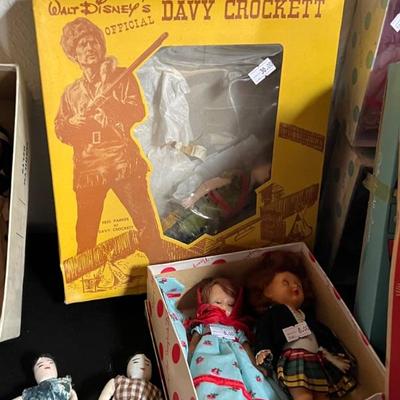 WALT DISNEY'S
OFFICIAL
DAVY CROCKETT
FESS PARKER
AS
DAVY CROCKETT